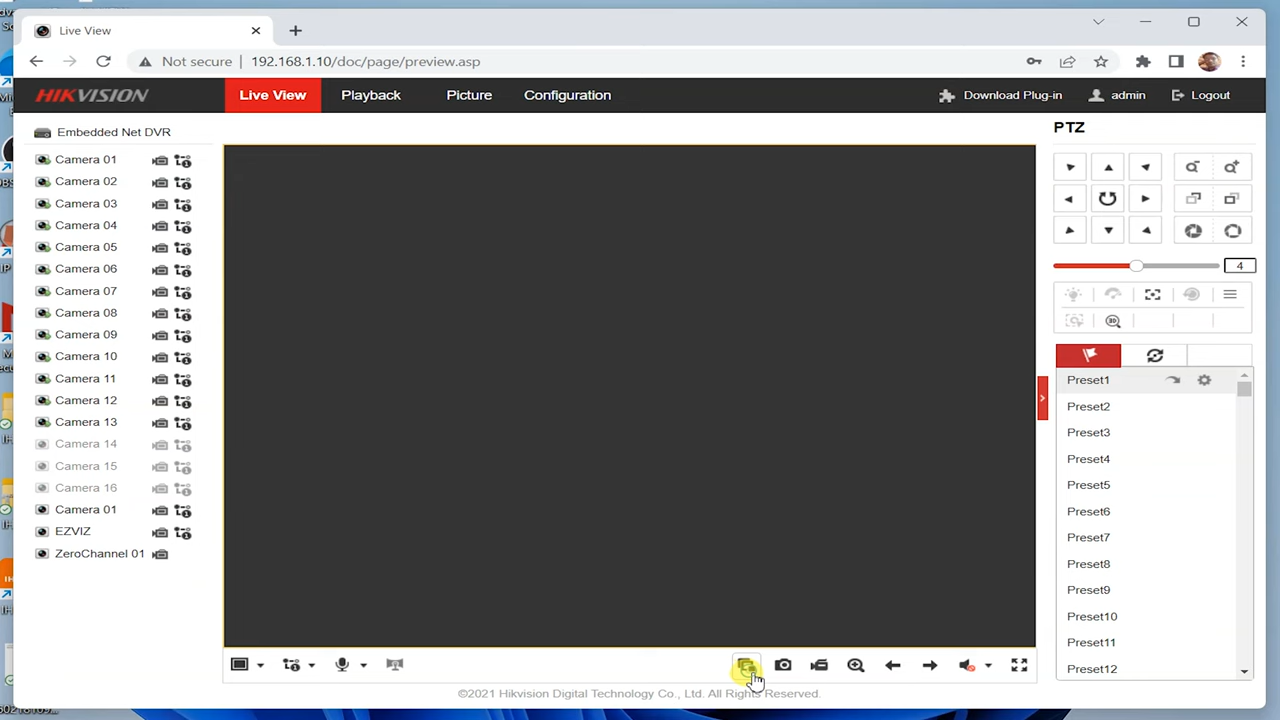 Live View
Not secure
192.168.1.10/doc/page/preview.asp
HIKVISION
Live View
Playback
Picture
Configuration
Download Plug-in
admin
Logout
Embedded Net DVR
Camera 01
Camera 02
Camera 03
Camera 04
Camera 05
Camera 06
Camera 07
Camera 08
Camera 09
Camera 10
Camera 11
Camera 12
Camera 13
Camera 14
Camera 15
Camera 16
Camera 01
EZVIZ
ZeroChannel 01
PTZ
4
Preset1
Preset2
Preset3
Preset4
Preset5
Preset6
Preset7
Preset8
Preset9
Preset10
Preset11
Preset12
©2021 Hikvision Digital Technology Co., Ltd. All Rights Reserved.